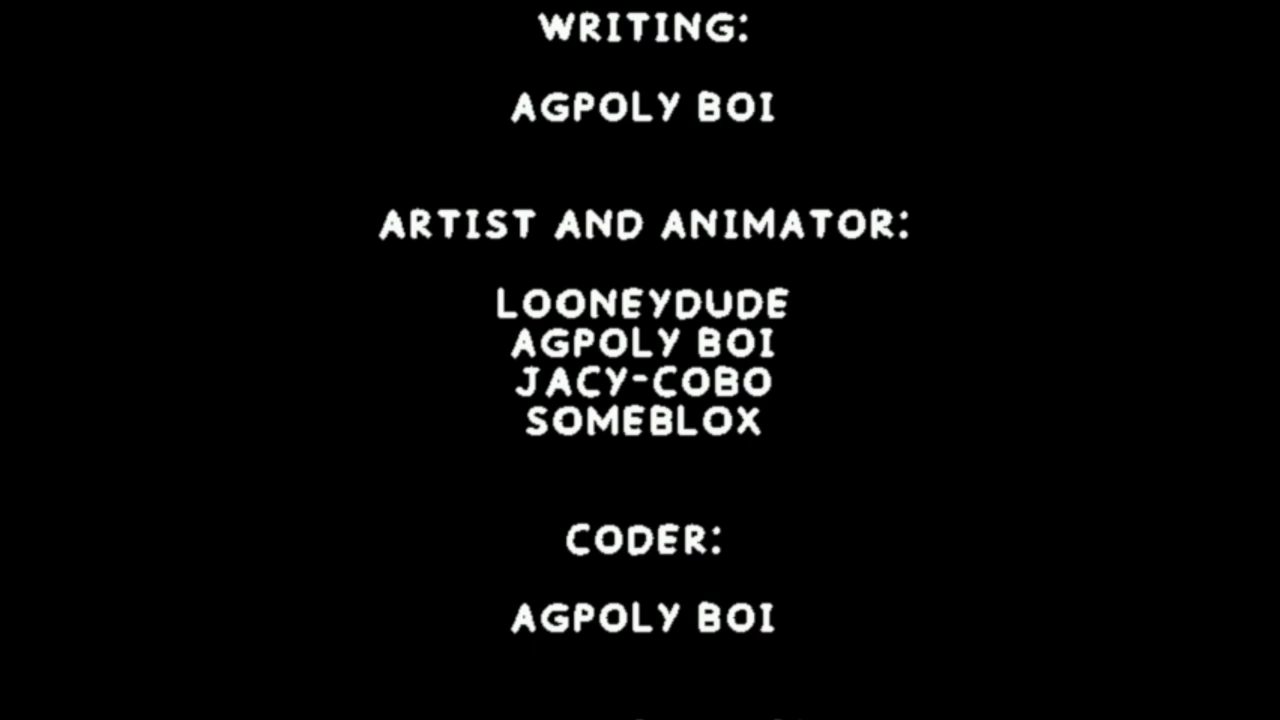 WRITING:
AGPOLY BOI
ARTIST AND ANIMATOR:
LOONEYDUDE
AGPOLY BOI
JACY-COBO
SOMEBLOX
CODER:
AGPOLY BOI